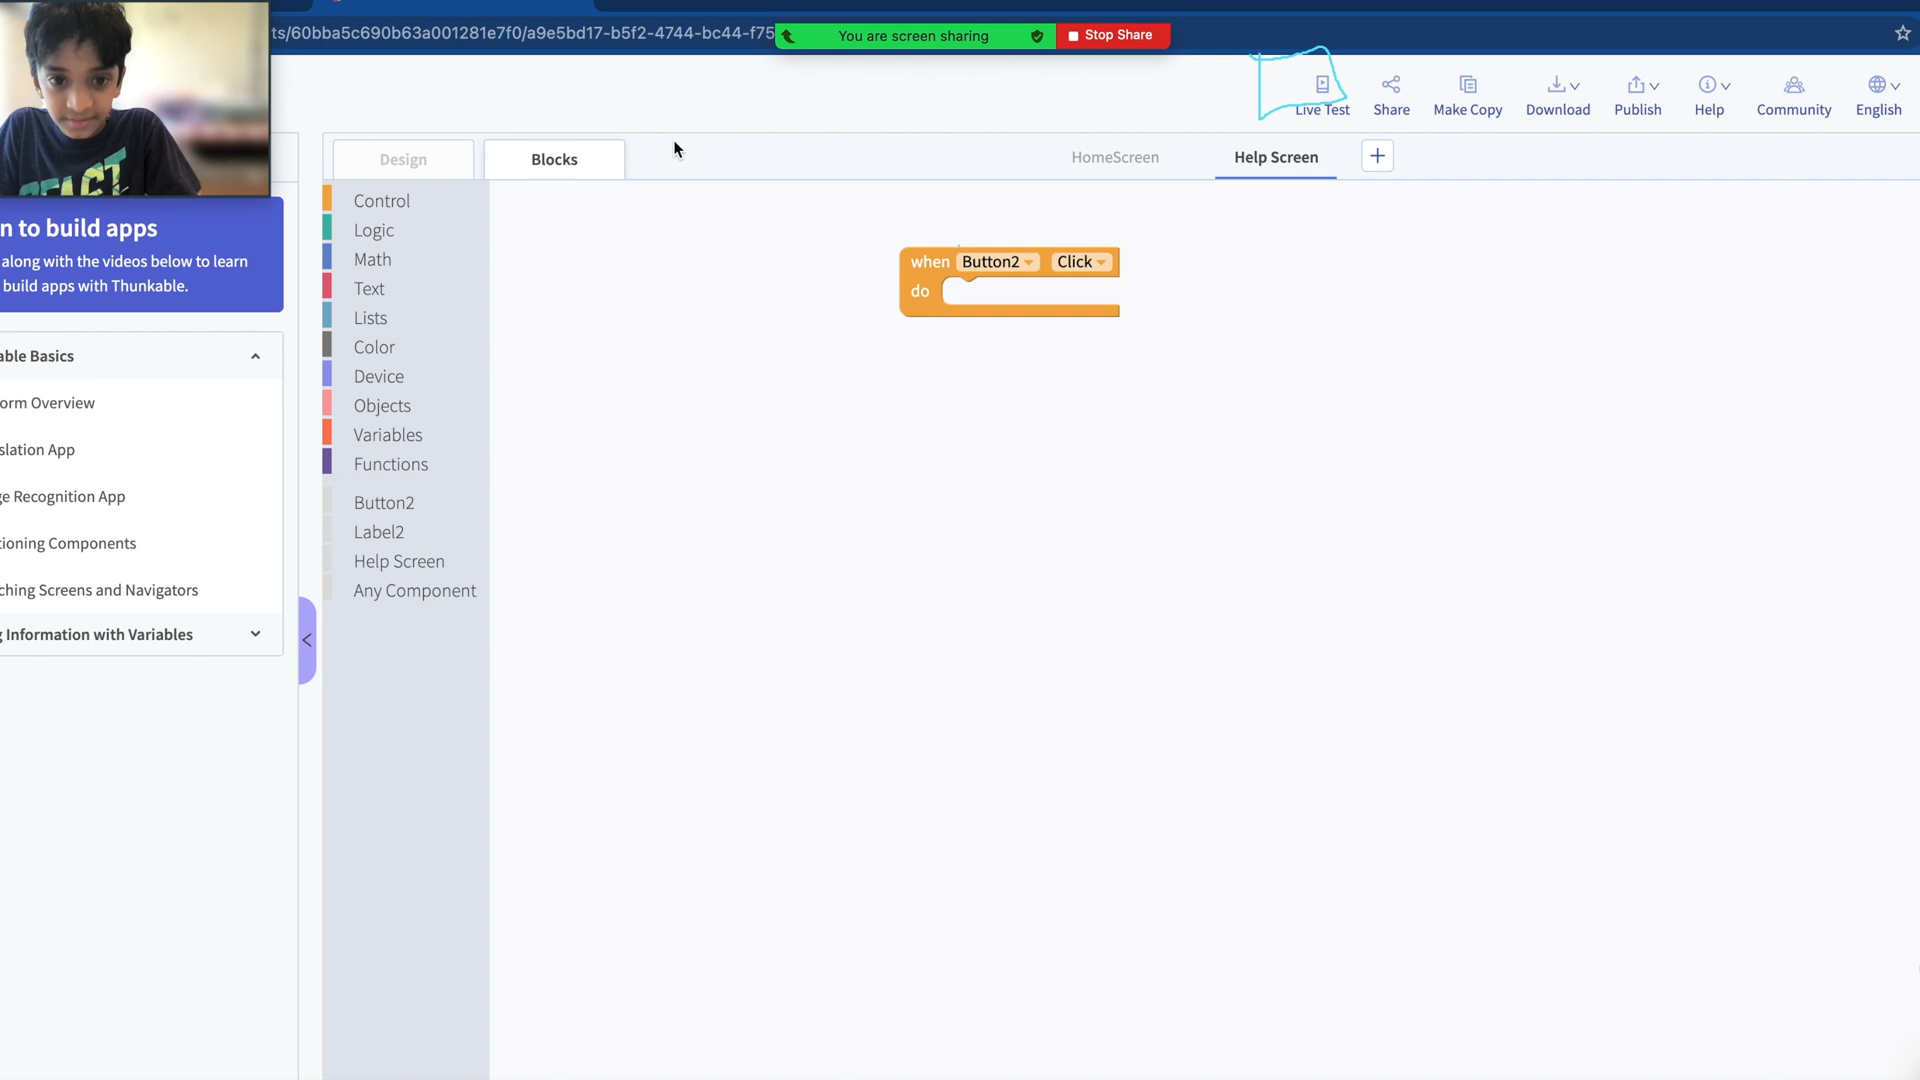 ts/60bba5c690b63a001281e7f0/a9e5bd17-b5f2-4744-bc44-f75
You are screen sharing
Stop Share
Live Test
Share
Make Copy
Download
Publish
Help
Community
English
Design
Blocks
HomeScreen
Help Screen
+
n to build apps
along with the videos below to learn
build apps with Thunkable.
able Basics
orm Overview
slation App
ge Recognition App
tioning Components
ching Screens and Navigators
g Information with Variables
Control
Logic
Math
Text
Lists
Color
Device
Objects
Variables
Functions
Button2
Label2
Help Screen
Any Component
when Button2 Click
do